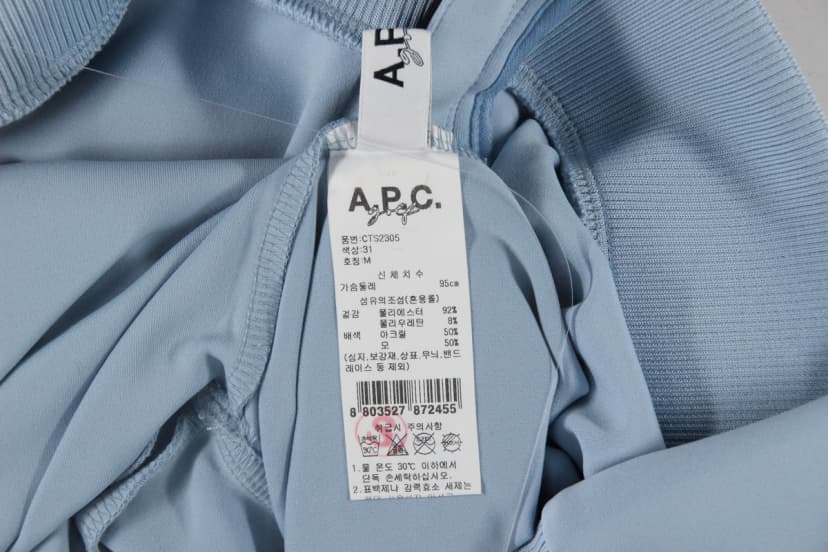 A.P.
A.P.C.
품번:CTS2305
색상:31
호칭:M
신체치수
가슴둘레 95cm
섬유의조성(혼용률)
겉감 폴리에스터 92%
폴리우레탄 8%
배색 아크릴 50%
모 50%
(심지,보강재,상표,무늬,밴드
레이스 등 제외)
8 803527 872455
취급시 주의사항
30℃
1.물 온도 30℃ 이하에서
단독 손세탁하십시오.
2.표백제나 강력효소 세제는